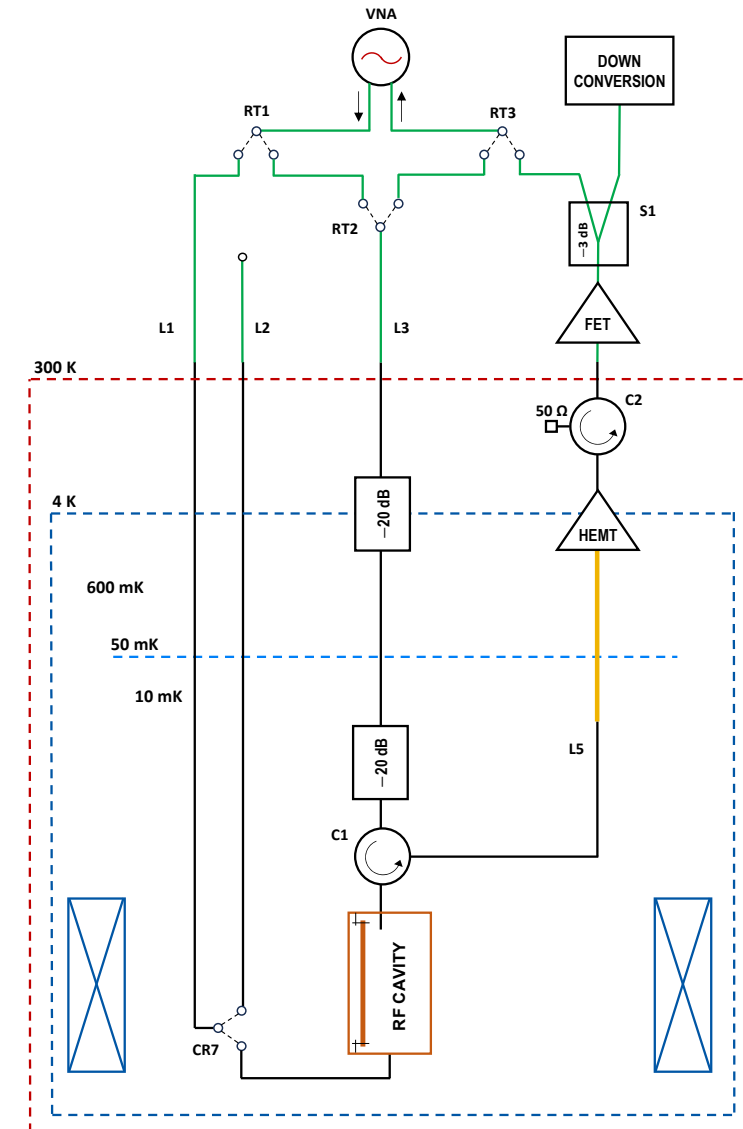 VNA
DOWN
CONVERSION
RT1
RT3
RT2
S1
−3 dB
L1
L2
L3
FET
300 K
C2
50 Ω
4 K
−20 dB
HEMT
600 mK
50 mK
10 mK
−20 dB
L5
C1
RF CAVITY
CR7